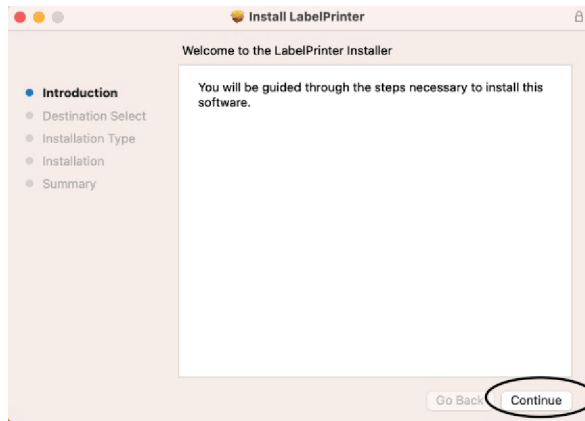 Install LabelPrinter
Welcome to the LabelPrinter Installer
Introduction
Destination Select
Installation Type
Installation
Summary
You will be guided through the steps necessary to install this
software.
Go Back
Continue